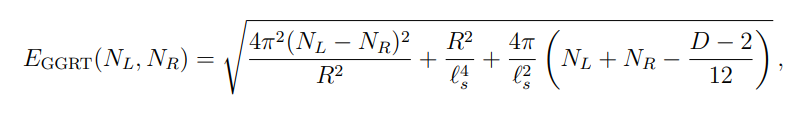 E_{GGRT}(N_L, N_R) = \sqrt{\frac{4\pi^2(N_L - N_R)^2}{R^2} + \frac{R^2}{\ell_s^4} + \frac{4\pi}{\ell_s^2}\left(N_L + N_R - \frac{D-2}{12}\right)},